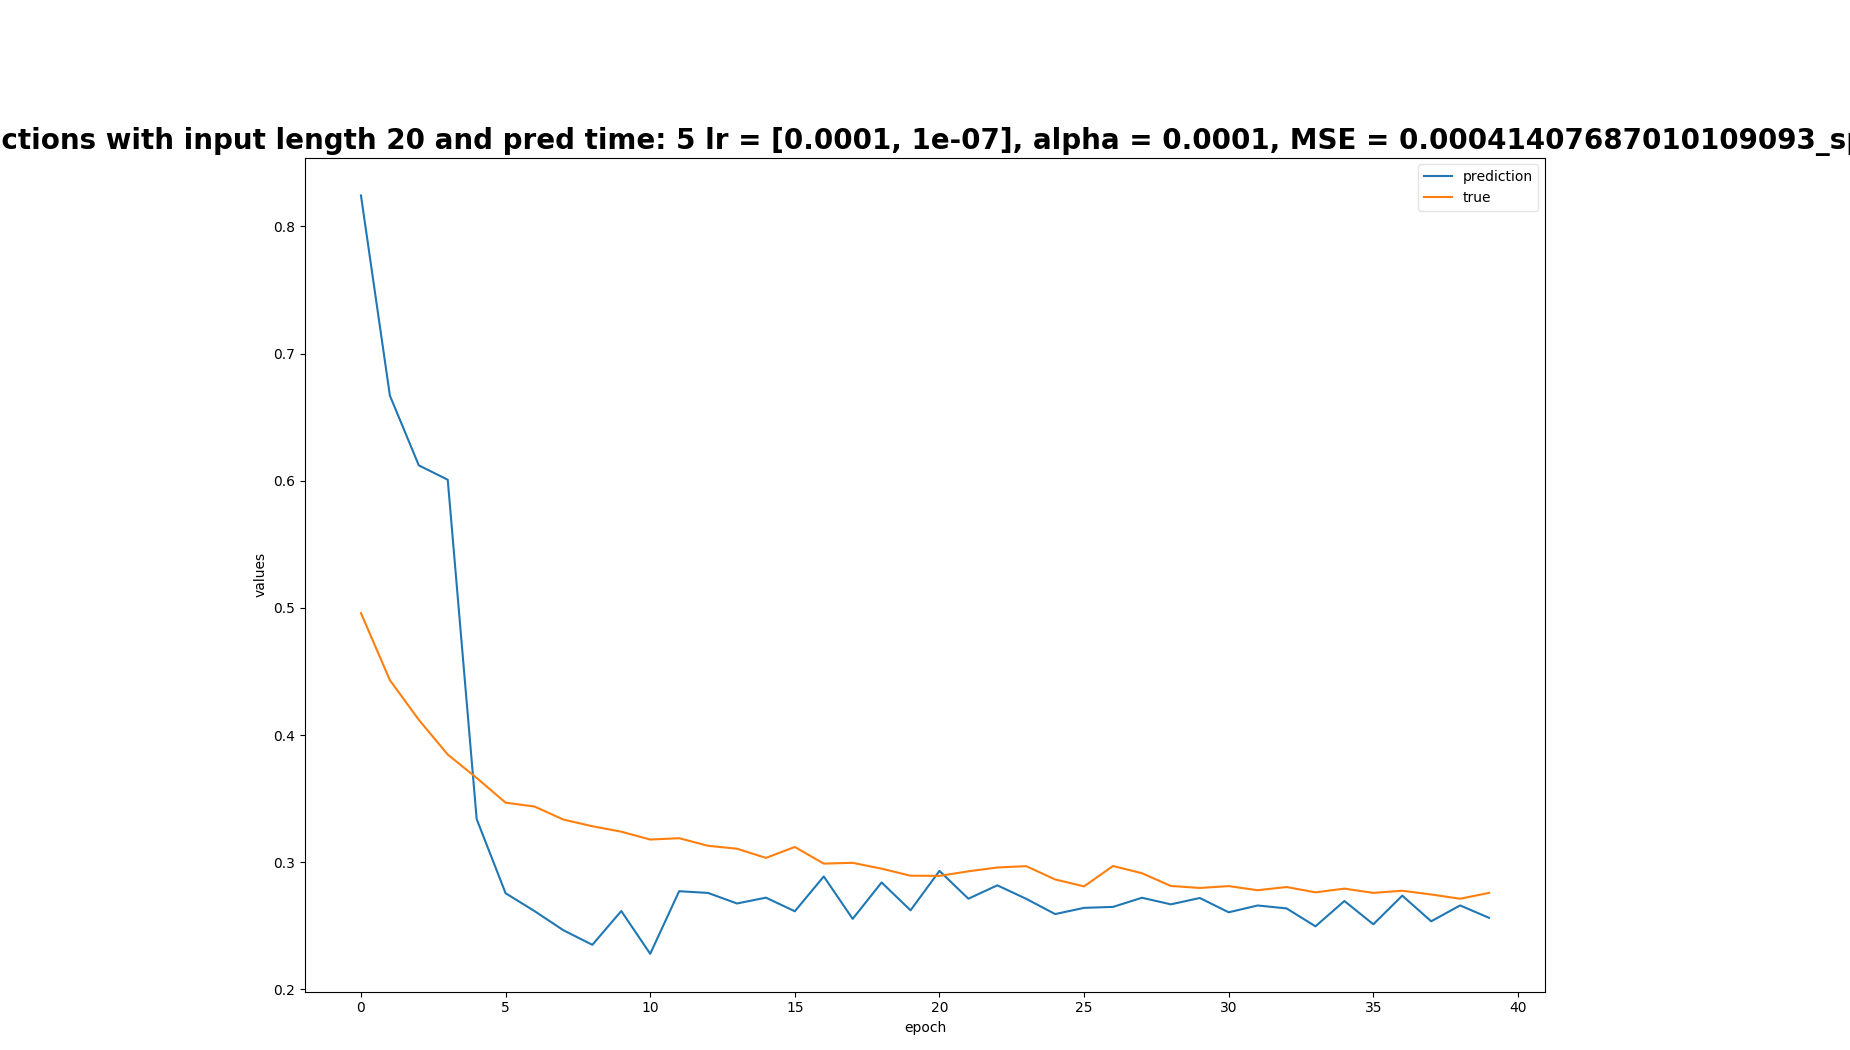 ctions with input length 20 and pred time: 5 lr = [0.0001, 1e-07], alpha = 0.0001, MSE = 0.00041407687010109093_sp
prediction
true
0.8
0.7
0.6
0.5
0.4
0.3
0.2
values
0 5 10 15 20 25 30 35 40
epoch